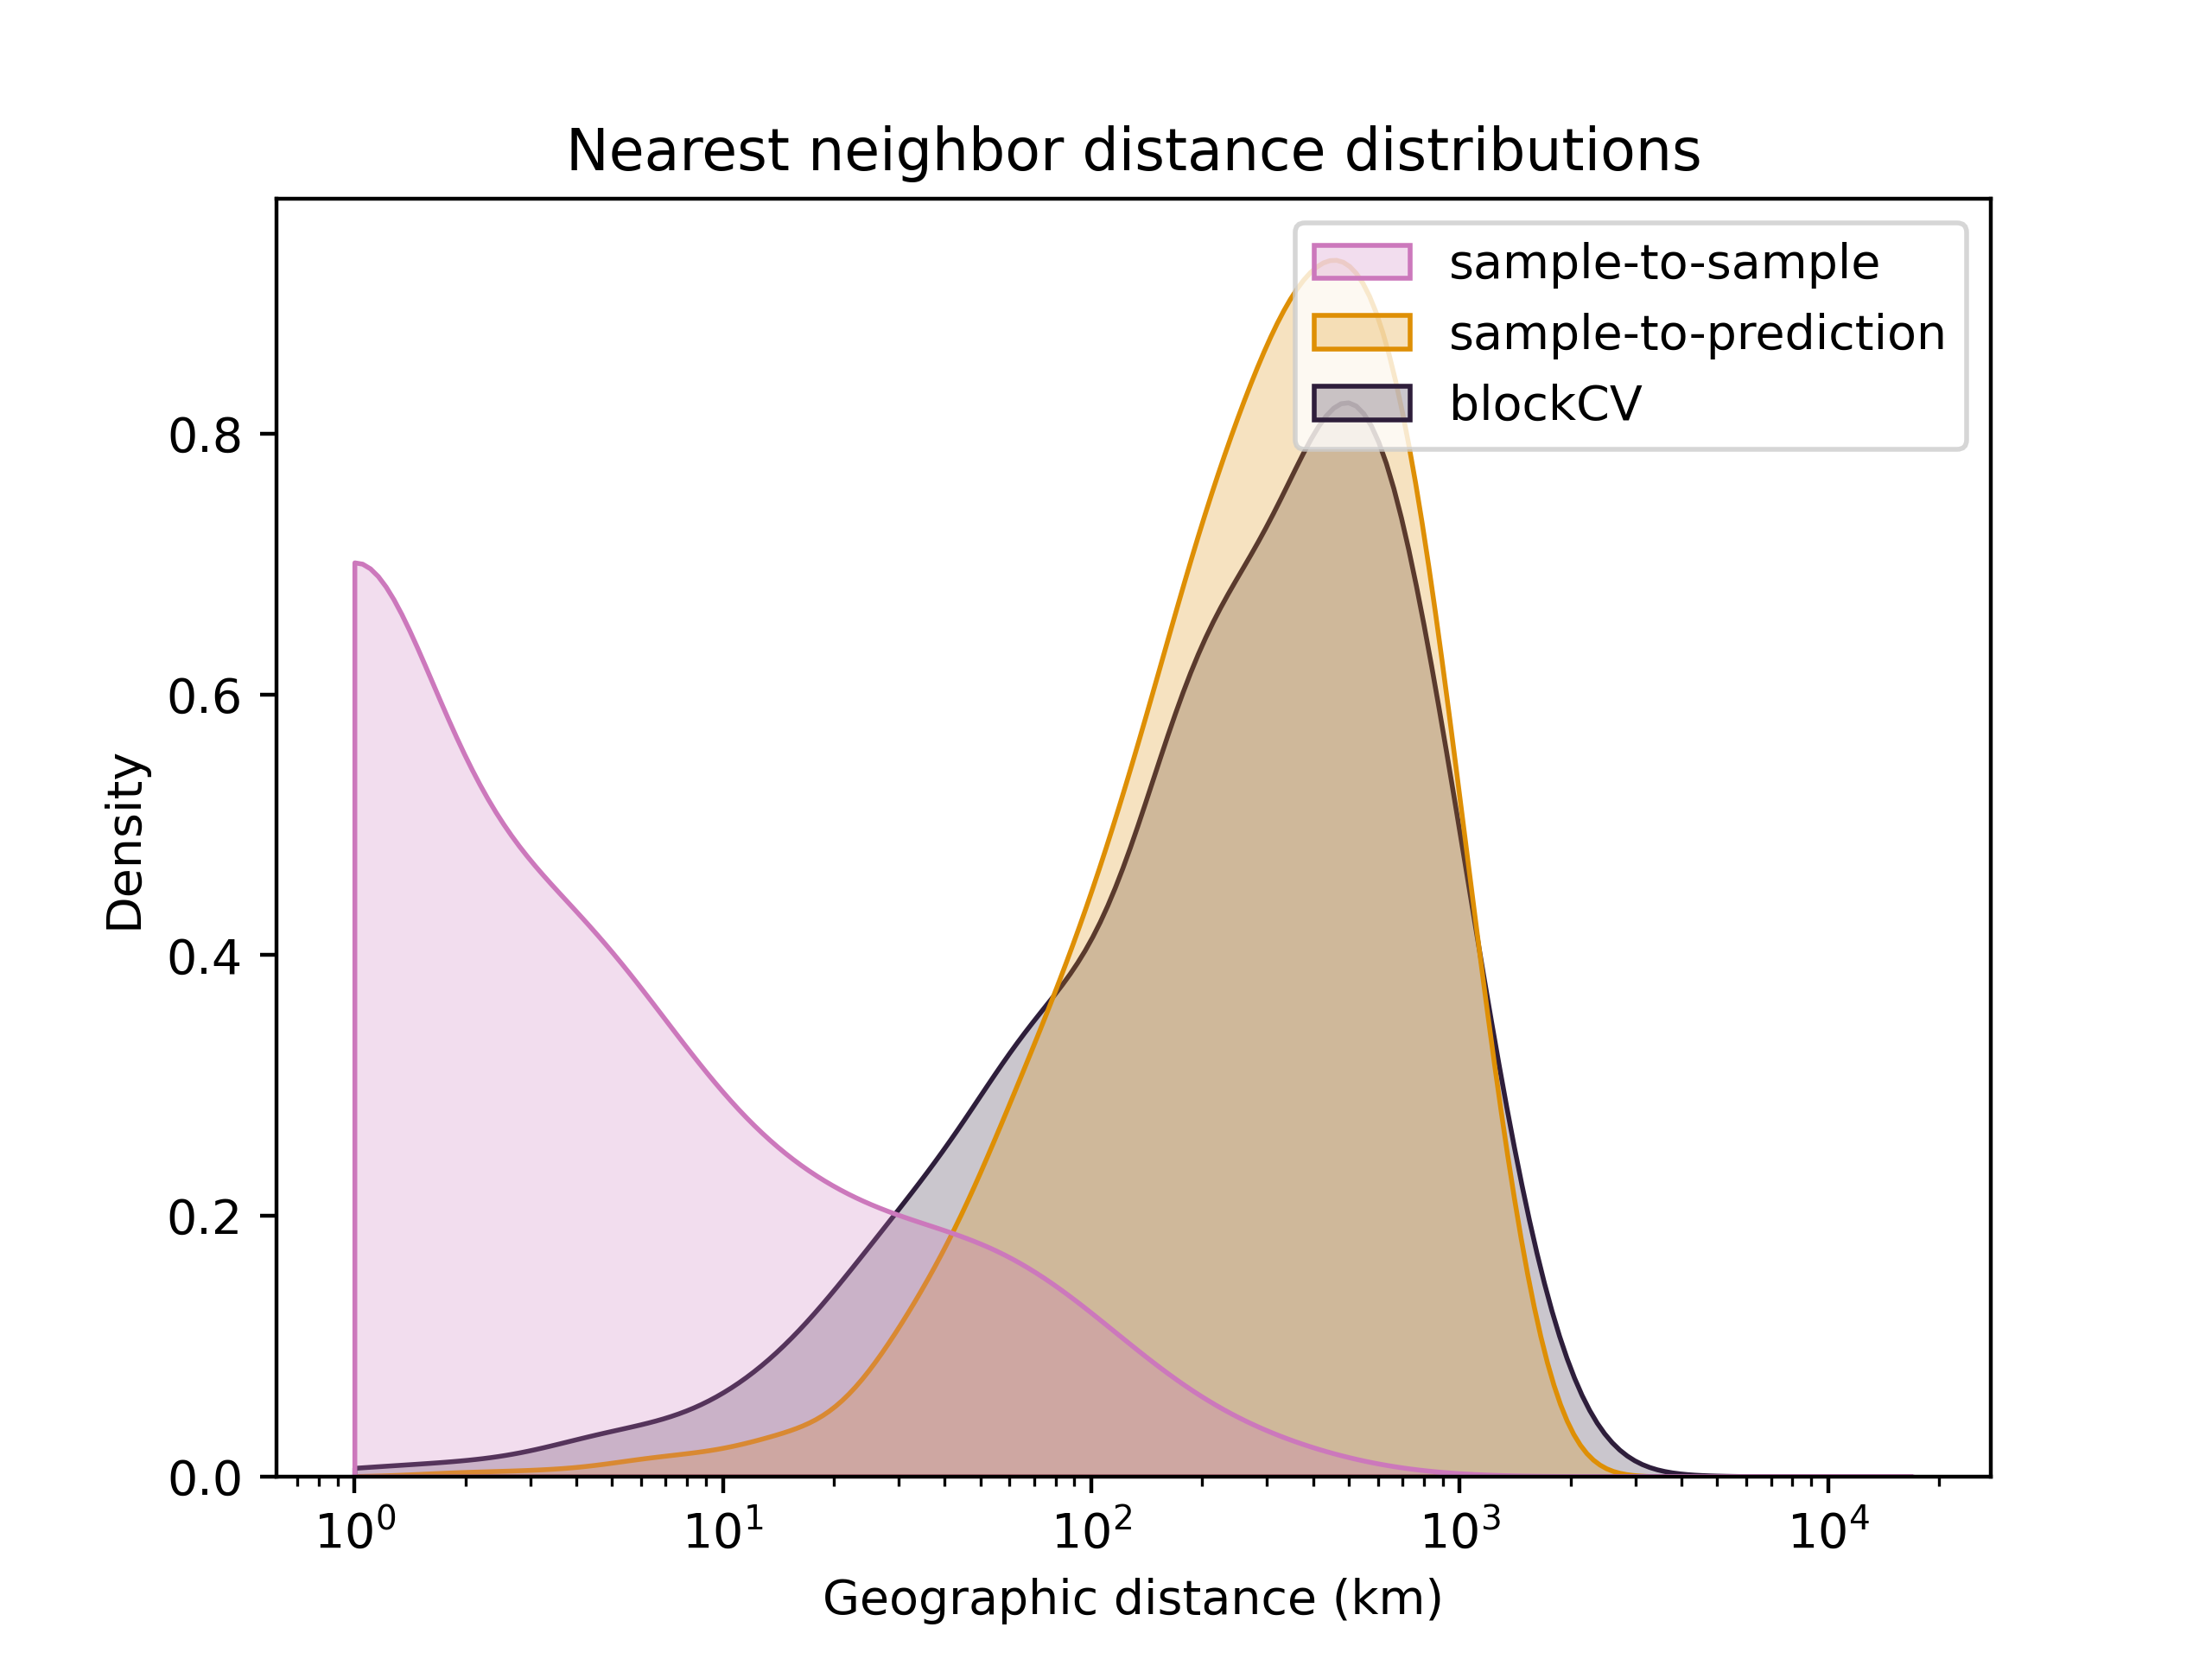 Nearest neighbor distance distributions
sample-to-sample
sample-to-prediction
blockCV
Density
0.8
0.6
0.4
0.2
0.0
10⁰ 10¹ 10² 10³ 10⁴
Geographic distance (km)